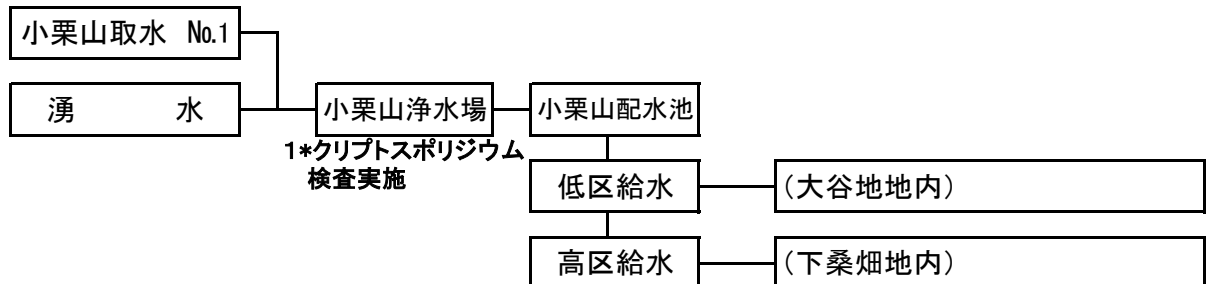 小栗山取水 №1
湧 水
小栗山浄水場
小栗山配水池
1*クリプトスポリジウム
検査実施
低区給水
(大谷地地内)
高区給水
(下桑畑地内)